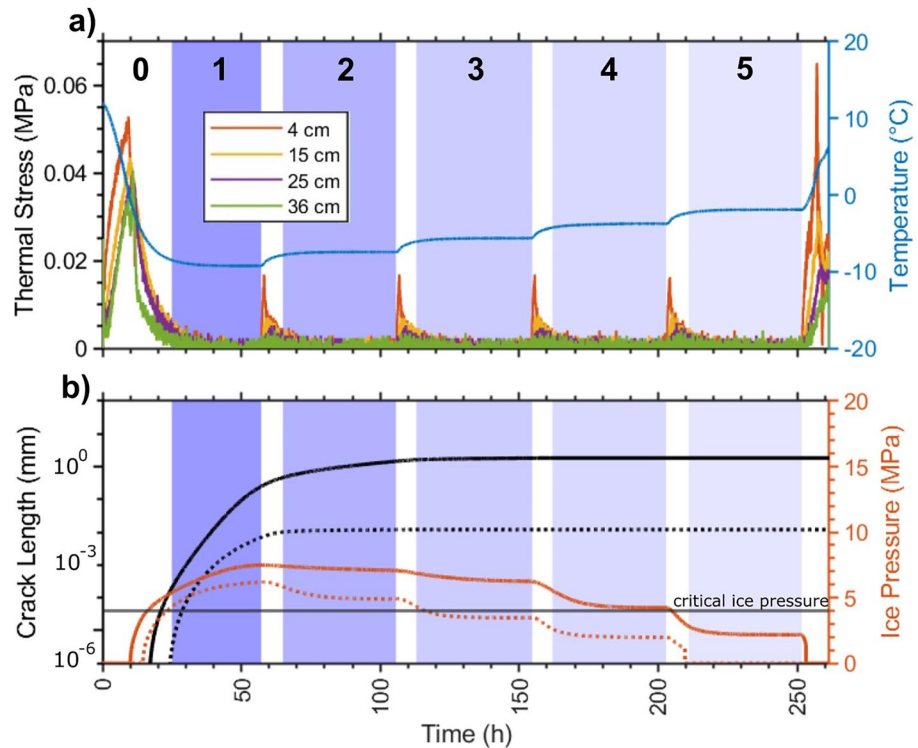 a)
0 1 2 3 4 5
4 cm
15 cm
25 cm
36 cm
Thermal Stress (MPa)
0.06
0.04
0.02
0
Temperature (°C)
20
10
0
-10
-20
b)
Crack Length (mm)
10⁰
10⁻³
10⁻⁶
critical ice pressure
Ice Pressure (MPa)
20
15
10
5
0
0 50 100 150 200 250
Time (h)